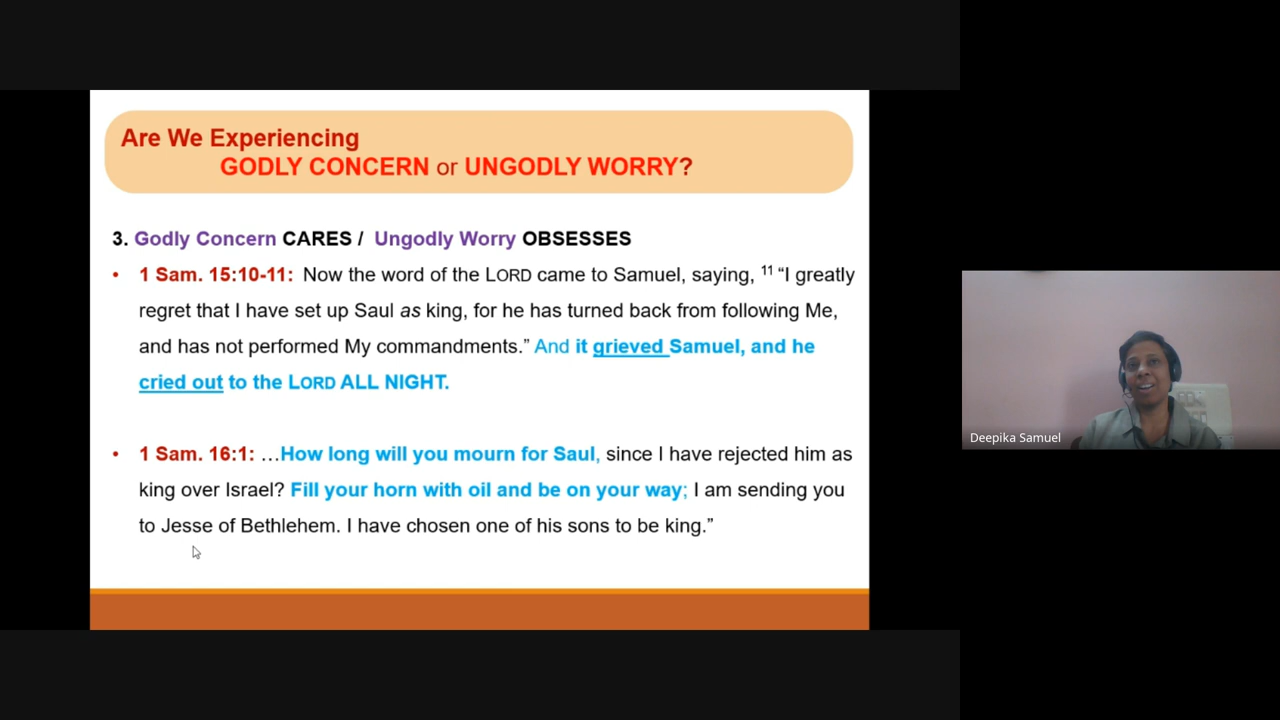 Are We Experiencing
GODLY CONCERN or UNGODLY WORRY?
3. Godly Concern CARES / Ungodly Worry OBSESSES
• 1 Sam. 15:10-11: Now the word of the LORD came to Samuel, saying, 11 “I greatly
regret that I have set up Saul as king, for he has turned back from following Me,
and has not performed My commandments.” And it grieved Samuel, and he
cried out to the LORD ALL NIGHT.
• 1 Sam. 16:1: …How long will you mourn for Saul, since I have rejected him as
king over Israel? Fill your horn with oil and be on your way; I am sending you
to Jesse of Bethlehem. I have chosen one of his sons to be king.”
Deepika Samuel